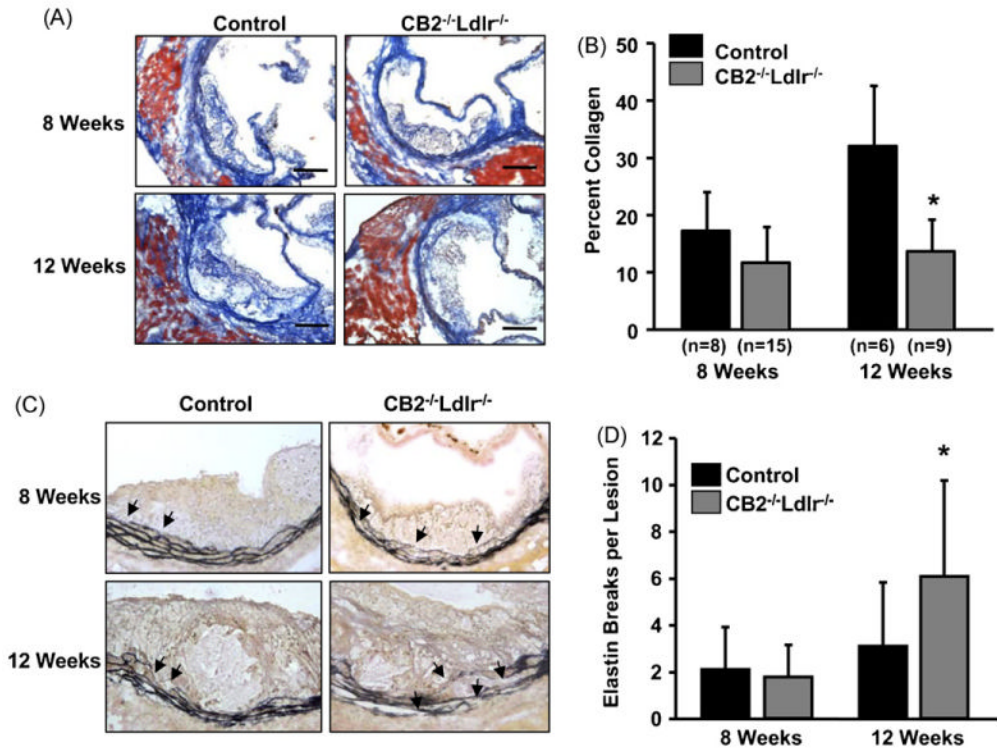 (A)
Control CB2-/-Ldlr-/-
8 Weeks
12 Weeks
(B)
Control
CB2-/-Ldlr-/-
Percent Collagen
50
40
30
20
10
0
*
(n=8) (n=15) (n=6) (n=9)
8 Weeks 12 Weeks
(C)
Control CB2-/-Ldlr-/-
8 Weeks
12 Weeks
(D)
Control
CB2-/-Ldlr-/-
Elastin Breaks per Lesion
12
10
8
6
4
2
0
*
8 Weeks 12 Weeks